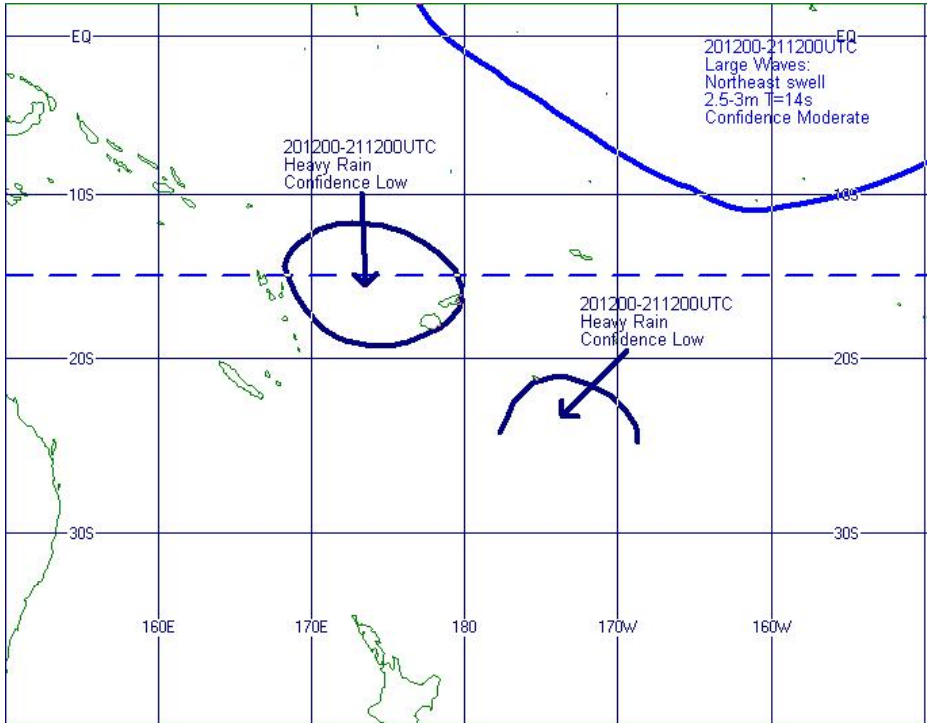 EQ
EQ
201200-211200UTC
Large Waves:
Northeast swell
2.5-3m T=14s
Confidence Moderate
201200-211200UTC
Heavy Rain
Confidence Low
10S
10S
201200-211200UTC
Heavy Rain
Confidence Low
20S
20S
30S
30S
160E
170E
180
170W
160W